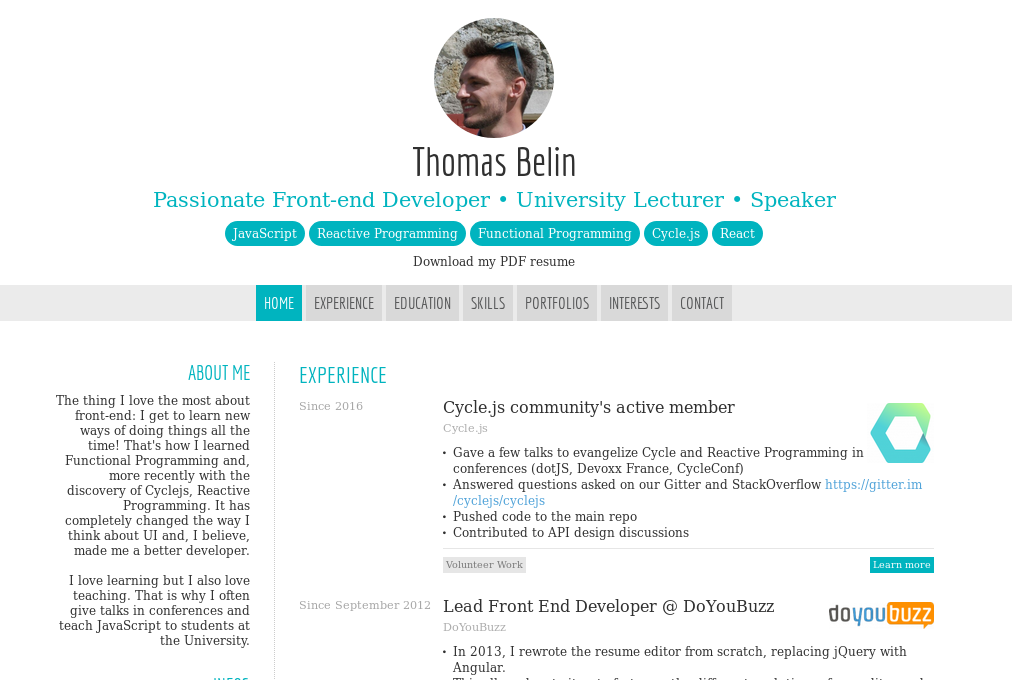 Thomas Belin
Passionate Front-end Developer • University Lecturer • Speaker
JavaScript Reactive Programming Functional Programming Cycle.js React
Download my PDF resume
HOME EXPERIENCE EDUCATION SKILLS PORTFOLIOS INTERESTS CONTACT
ABOUT ME
The thing I love the most about
front-end: I get to learn new
ways of doing things all the
time! That's how I learned
Functional Programming and,
more recently with the
discovery of Cyclejs, Reactive
Programming. It has
completely changed the way I
think about UI and, I believe,
made me a better developer.
I love learning but I also love
teaching. That is why I often
give talks in conferences and
teach JavaScript to students at
the University.
EXPERIENCE
Since 2016
Cycle.js community's active member
Cycle.js
• Gave a few talks to evangelize Cycle and Reactive Programming in
conferences (dotJS, Devoxx France, CycleConf)
• Answered questions asked on our Gitter and StackOverflow https://gitter.im
/cyclejs/cyclejs
• Pushed code to the main repo
• Contributed to API design discussions
Volunteer Work
Learn more
Since September 2012
Lead Front End Developer @ DoYouBuzz
DoYouBuzz
doyoubuzz
• In 2013, I rewrote the resume editor from scratch, replacing jQuery with
Angular.